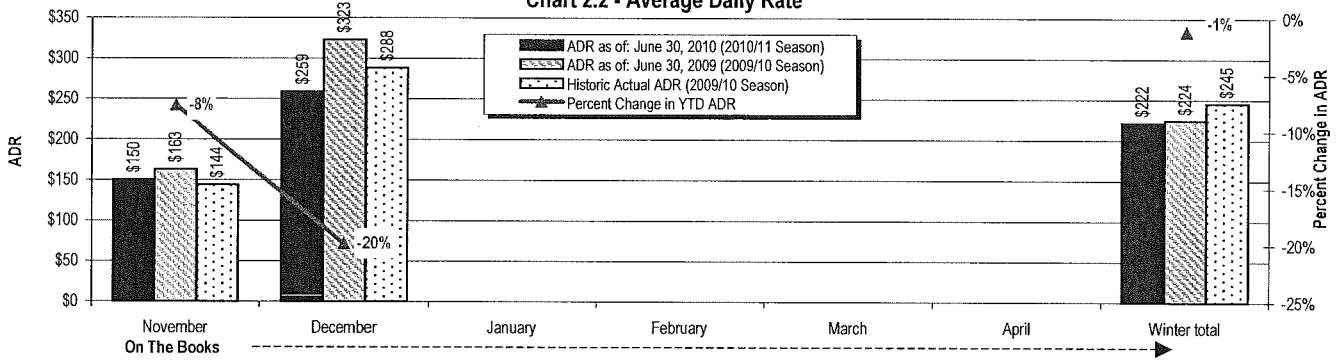 Chart 2.2 - Average Daily Rate
$350
$300
$250
$200
$150
$100
$50
$0
ADR
ADR as of: June 30, 2010 (2010/11 Season)
ADR as of: June 30, 2009 (2009/10 Season)
Historic Actual ADR (2009/10 Season)
Percent Change in YTD ADR
$150
$163
$144
-8%
$259
$323
$288
-20%
$222
$224
$245
-1%
0%
-5%
-10%
-15%
-20%
-25%
Percent Change in ADR
November
December
January
February
March
April
Winter total
On The Books